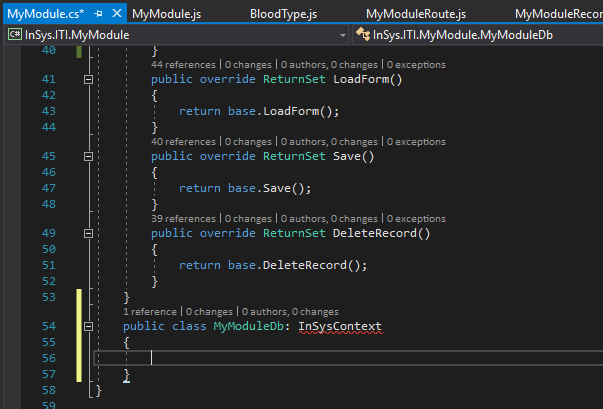 MyModule.cs* MyModule.js BloodType.js MyModuleRoute.js MyModuleRecor
C# InSys.ITI.MyModule InSys.ITI.MyModule.MyModuleDb
40 }
44 references | 0 changes | 0 authors, 0 changes | 0 exceptions
41 public override ReturnSet LoadForm()
42 {
43 return base.LoadForm();
44 }
40 references | 0 changes | 0 authors, 0 changes | 0 exceptions
45 public override ReturnSet Save()
46 {
47 return base.Save();
48 }
39 references | 0 changes | 0 authors, 0 changes | 0 exceptions
49 public override ReturnSet DeleteRecord()
50 {
51 return base.DeleteRecord();
52 }
53 }
1 reference | 0 changes | 0 authors, 0 changes
54 public class MyModuleDb: InSysContext
55 {
56
57 }
58 }
59